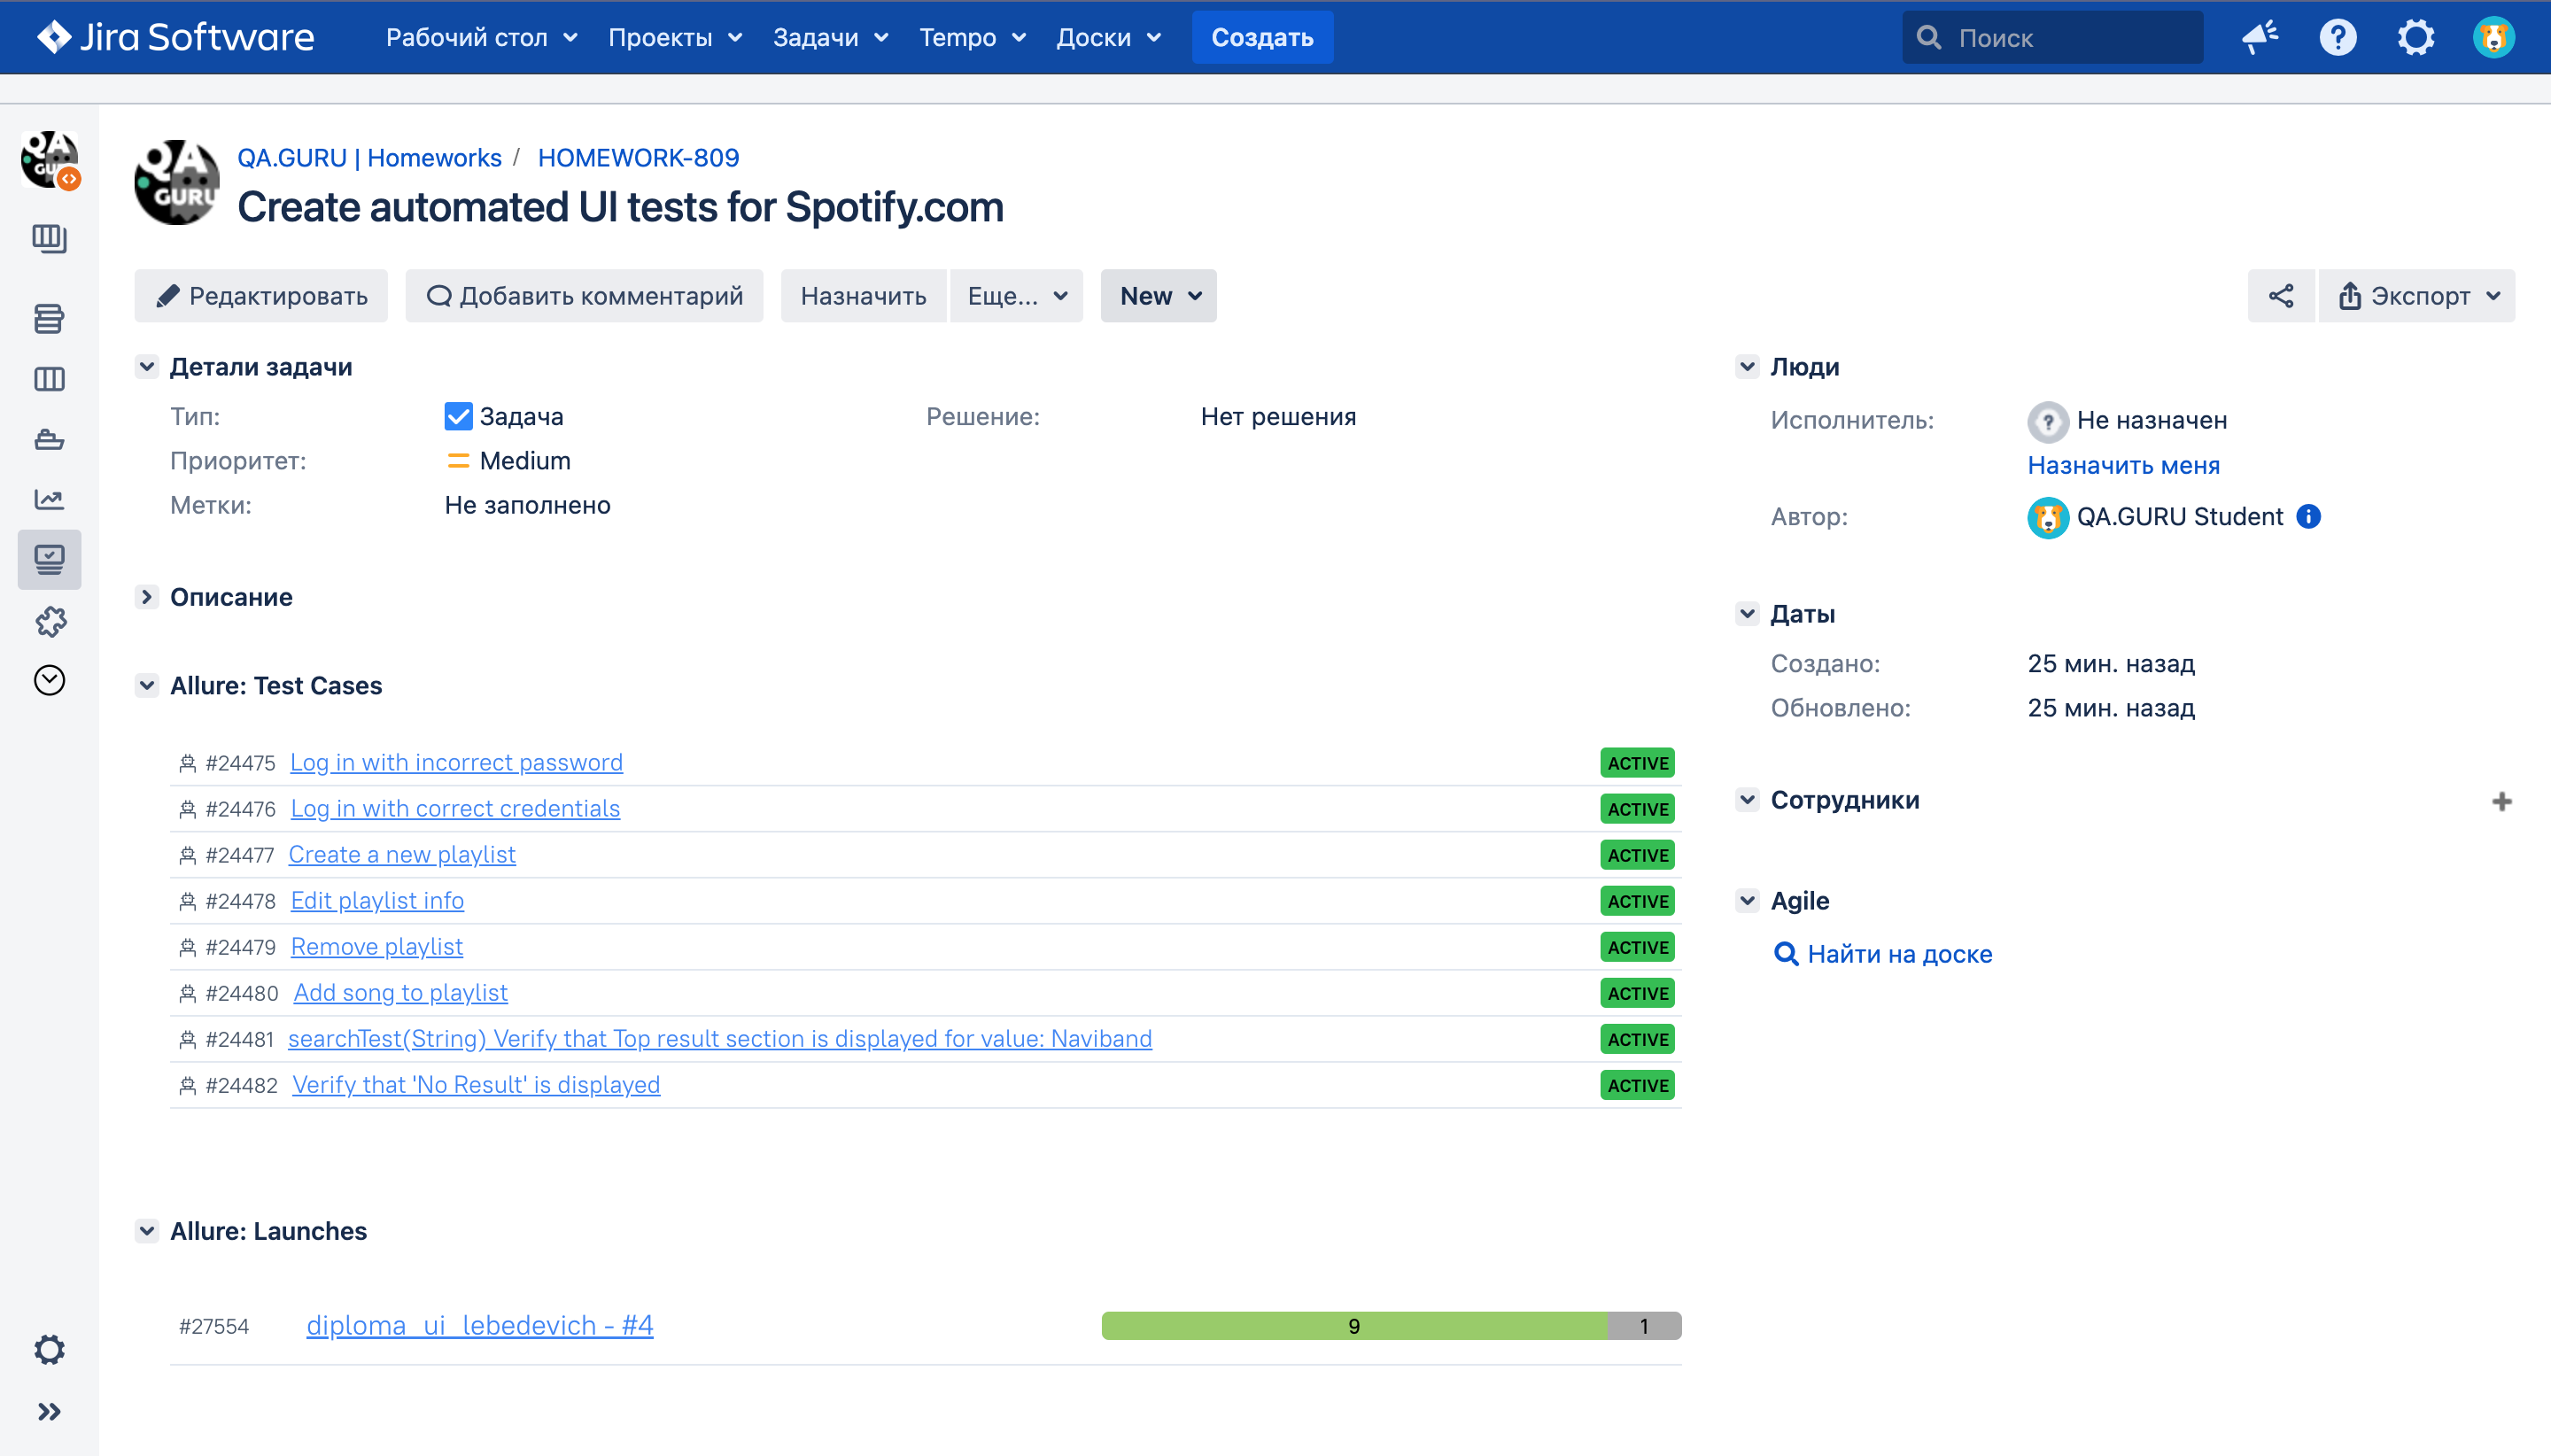 Jira Software Рабочий стол Проекты Задачи Tempo Доски Создать Поиск
QA GURU
QA.GURU | Homeworks / HOMEWORK-809
Create automated UI tests for Spotify.com
Редактировать Добавить комментарий Назначить Еще... New Экспорт
Детали задачи
Тип: Задача Решение: Нет решения
Приоритет: Medium
Метки: Не заполнено
Описание
Allure: Test Cases
#24475 Log in with incorrect password ACTIVE
#24476 Log in with correct credentials ACTIVE
#24477 Create a new playlist ACTIVE
#24478 Edit playlist info ACTIVE
#24479 Remove playlist ACTIVE
#24480 Add song to playlist ACTIVE
#24481 searchTest(String) Verify that Top result section is displayed for value: Naviband ACTIVE
#24482 Verify that 'No Result' is displayed ACTIVE
Allure: Launches
#27554 diploma_ui_lebedevich - #4 9 1
Люди
Исполнитель: Не назначен
Назначить меня
Автор: QA.GURU Student
Даты
Создано: 25 мин. назад
Обновлено: 25 мин. назад
Сотрудники
Agile
Найти на доске